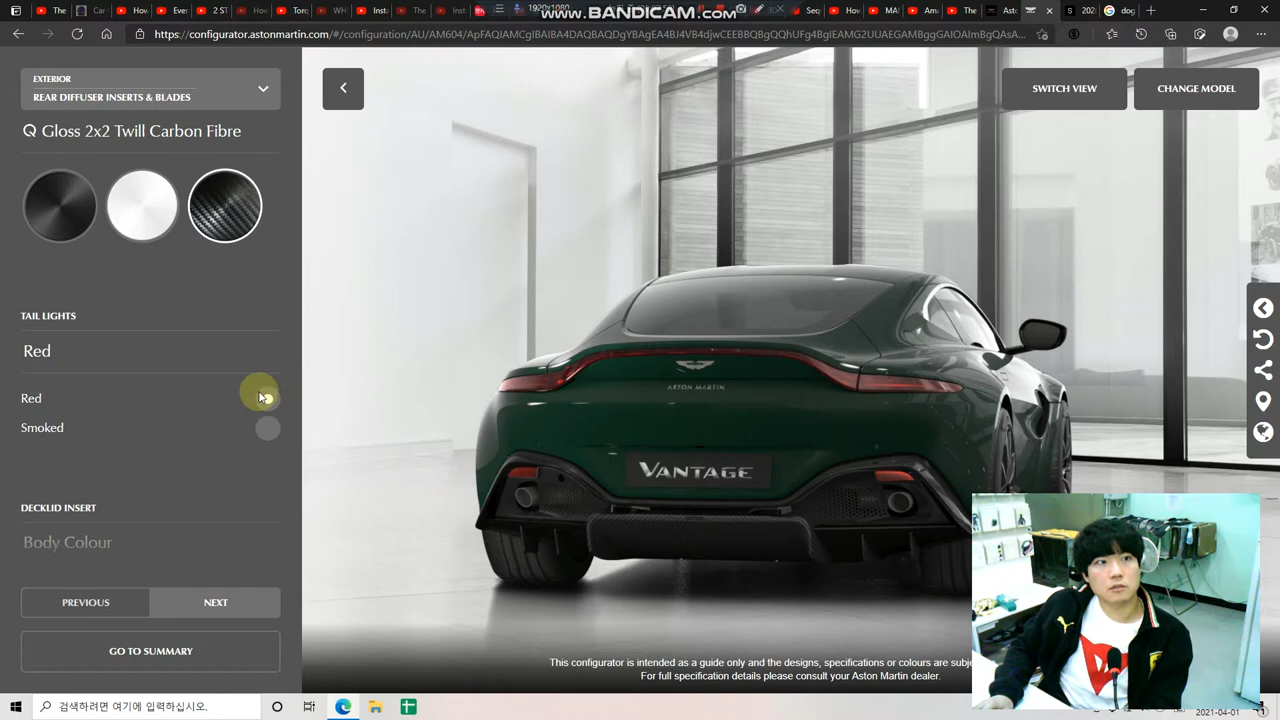 www.BANDICAM.com
1920x1080
https://configurator.astonmartin.com/#/configuration/AU/AM604/
EXTERIOR
REAR DIFFUSER INSERTS & BLADES
Q Gloss 2x2 Twill Carbon Fibre
TAIL LIGHTS
Red
Red
Smoked
DECKLID INSERT
Body Colour
PREVIOUS
NEXT
GO TO SUMMARY
SWITCH VIEW
CHANGE MODEL
ASTON MARTIN
VANTAGE
This configurator is intended as a guide only and the designs, specifications or colours are
For full specification details please consult your Aston Martin dealer.
검색하려면 여기에 입력하십시오.
2021-04-01